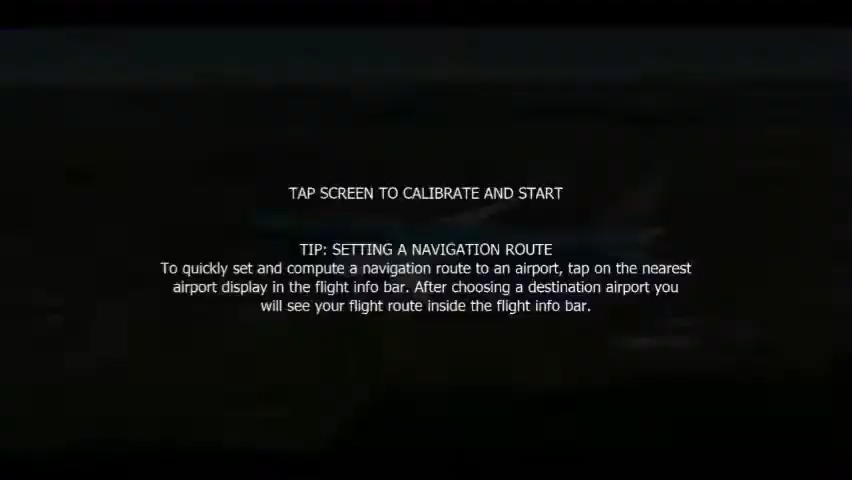 TAP SCREEN TO CALIBRATE AND START
TIP: SETTING A NAVIGATION ROUTE
To quickly set and compute a navigation route to an airport, tap on the nearest
airport display in the flight info bar. After choosing a destination airport you
will see your flight route inside the flight info bar.